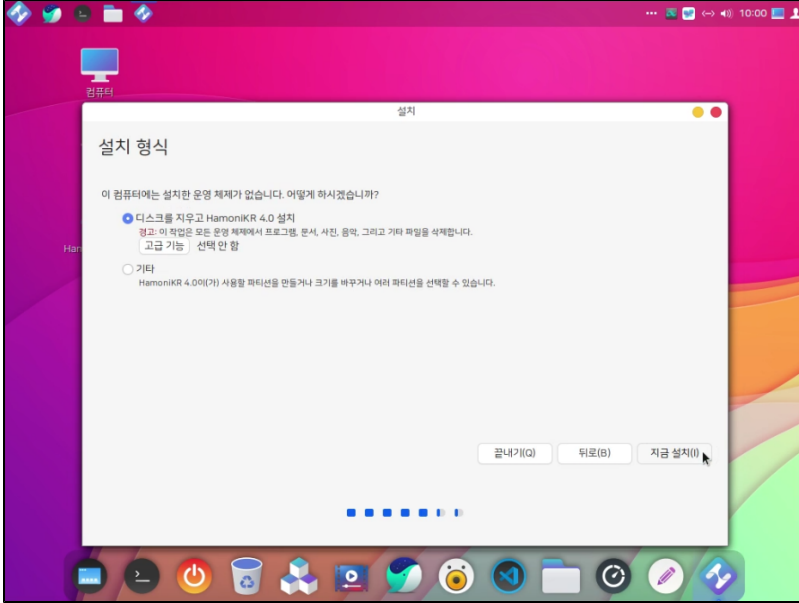 10:00
컴퓨터
설치
설치 형식
이 컴퓨터에는 설치한 운영 체제가 없습니다. 어떻게 하시겠습니까?
디스크를 지우고 HamoniKR 4.0 설치
경고: 이 작업은 모든 운영 체제에서 프로그램, 문서, 사진, 음악, 그리고 기타 파일을 삭제합니다.
고급 기능 선택 안 함
Han
기타
HamoniKR 4.0이(가) 사용할 파티션을 만들거나 크기를 바꾸거나 여러 파티션을 선택할 수 있습니다.
끝내기(Q) 뒤로(B) 지금 설치(I)